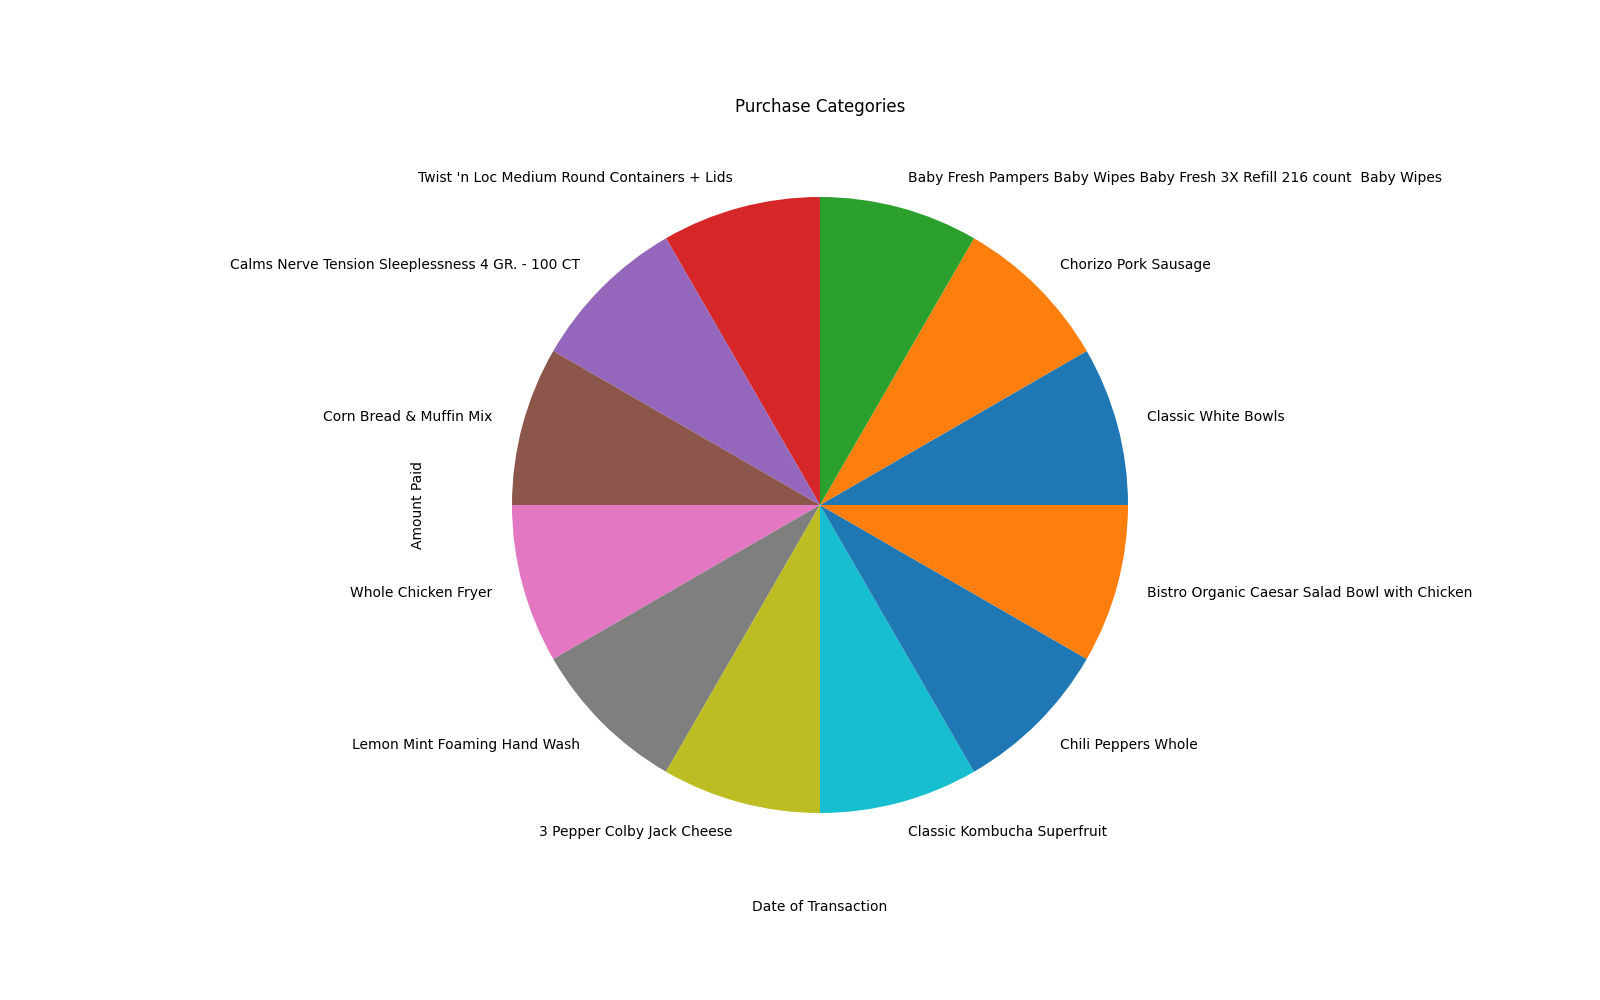 Purchase Categories
Twist 'n Loc Medium Round Containers + Lids
Baby Fresh Pampers Baby Wipes Baby Fresh 3X Refill 216 count  Baby Wipes
Calms Nerve Tension Sleeplessness 4 GR. - 100 CT
Chorizo Pork Sausage
Corn Bread & Muffin Mix
Classic White Bowls
Amount Paid
Whole Chicken Fryer
Bistro Organic Caesar Salad Bowl with Chicken
Lemon Mint Foaming Hand Wash
Chili Peppers Whole
3 Pepper Colby Jack Cheese
Classic Kombucha Superfruit
Date of Transaction